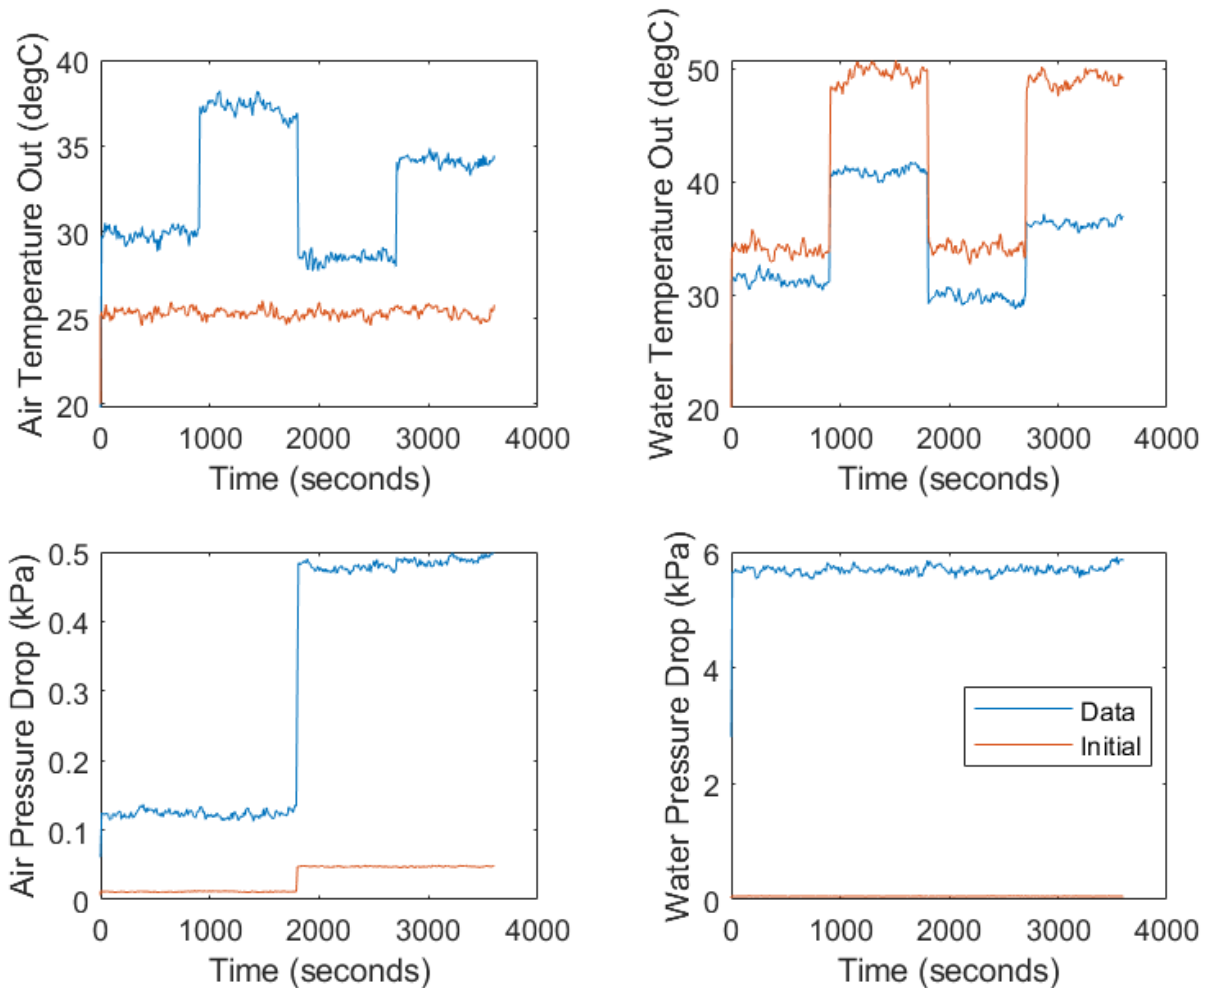 Air Temperature Out (degC)
40
35
30
25
20
0 1000 2000 3000 4000
Time (seconds)
Water Temperature Out (degC)
50
40
30
20
0 1000 2000 3000 4000
Time (seconds)
Air Pressure Drop (kPa)
0.5
0.4
0.3
0.2
0.1
0
0 1000 2000 3000 4000
Time (seconds)
Water Pressure Drop (kPa)
6
4
2
0
0 1000 2000 3000 4000
Time (seconds)
Data
Initial